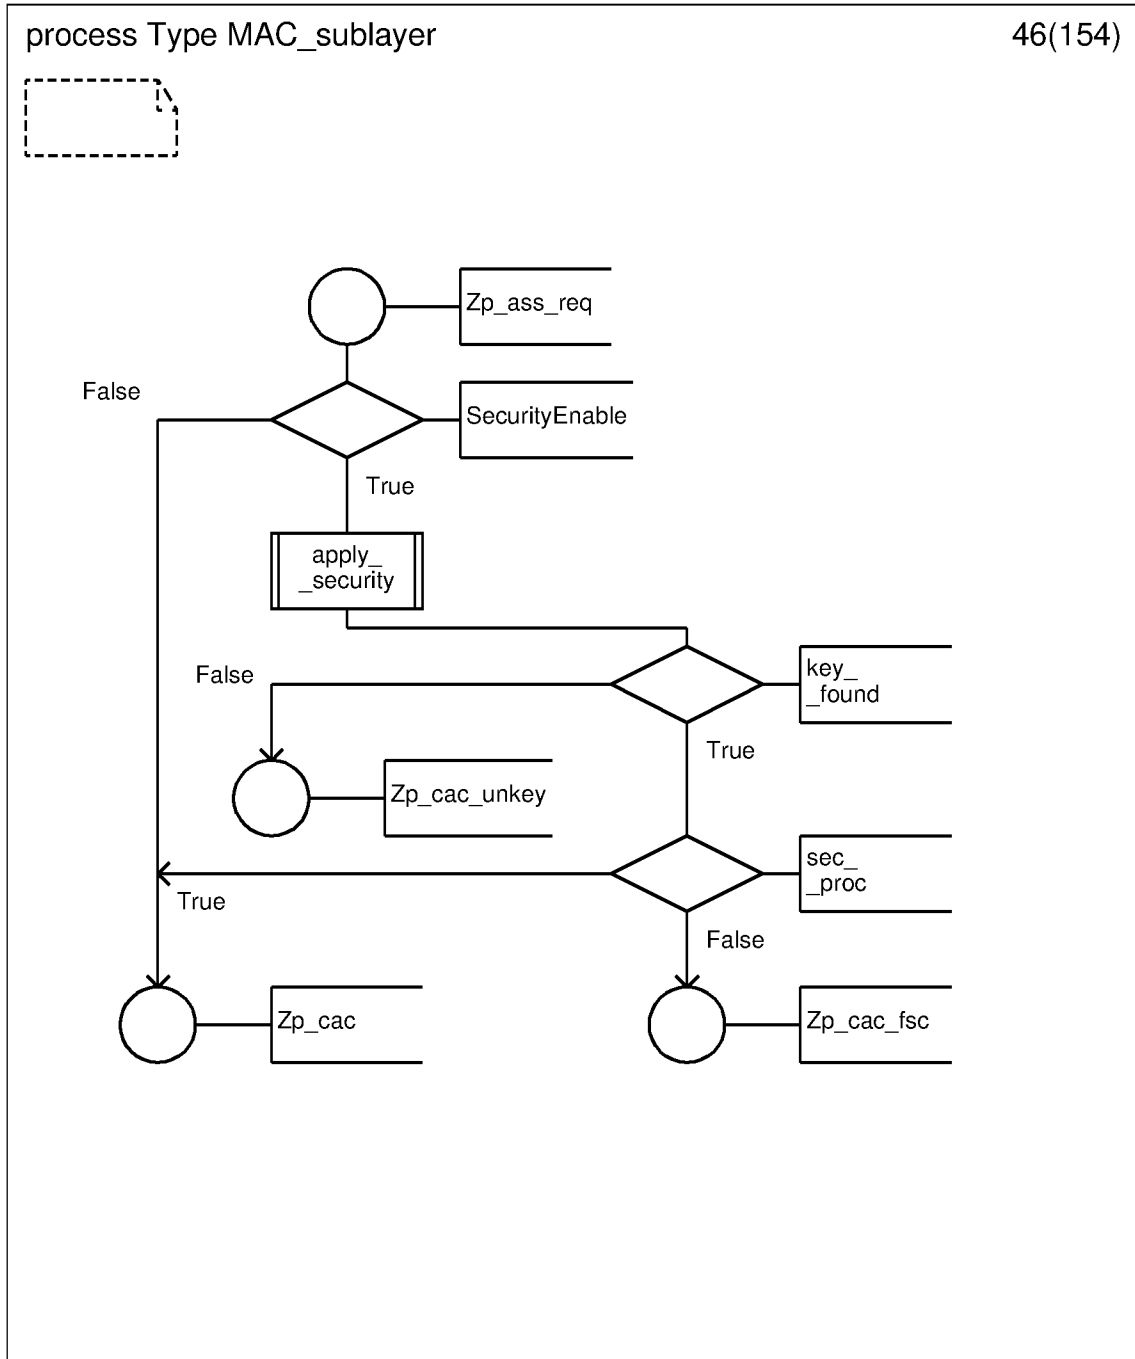 process Type MAC_sublayer
46(154)
Zp_ass_req
False
SecurityEnable
True
apply_
_security
False
key_
_found
True
Zp_cac_unkey
sec_
_proc
True
False
Zp_cac
Zp_cac_fsc